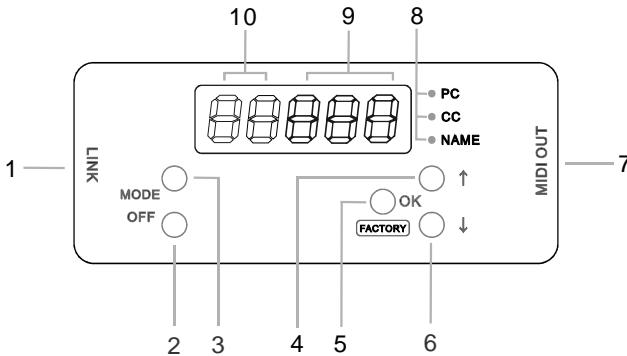 10 9 8
88888
PC
CC
NAME
1 LINK MIDI OUT 7
MODE ↑
OK
OFF FACTORY ↓
2 3 4 5 6